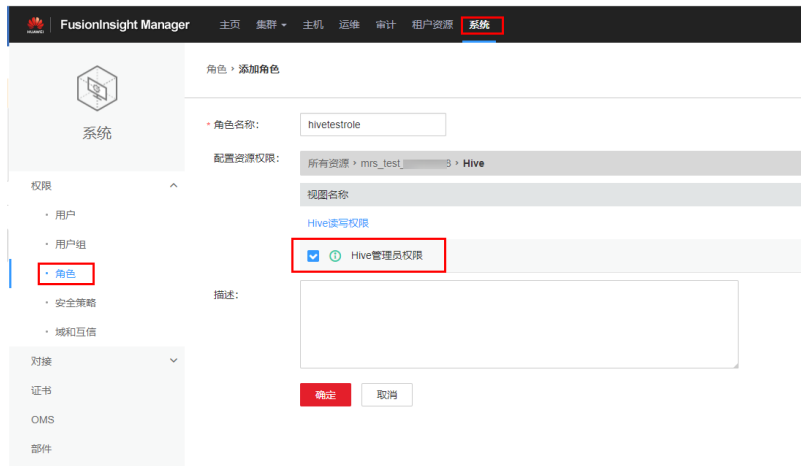 HUAWEI FusionInsight Manager 主页 集群 主机 运维 审计 租户资源 系统
系统
权限
· 用户
· 用户组
· 角色
· 安全策略
· 域和互信
对接
证书
OMS
部件
角色 > 添加角色
* 角色名称: hivetestrole
配置资源权限: 所有资源 > mrs_test_ > Hive
视图名称
Hive读写权限
Hive管理员权限
描述:
确定 取消